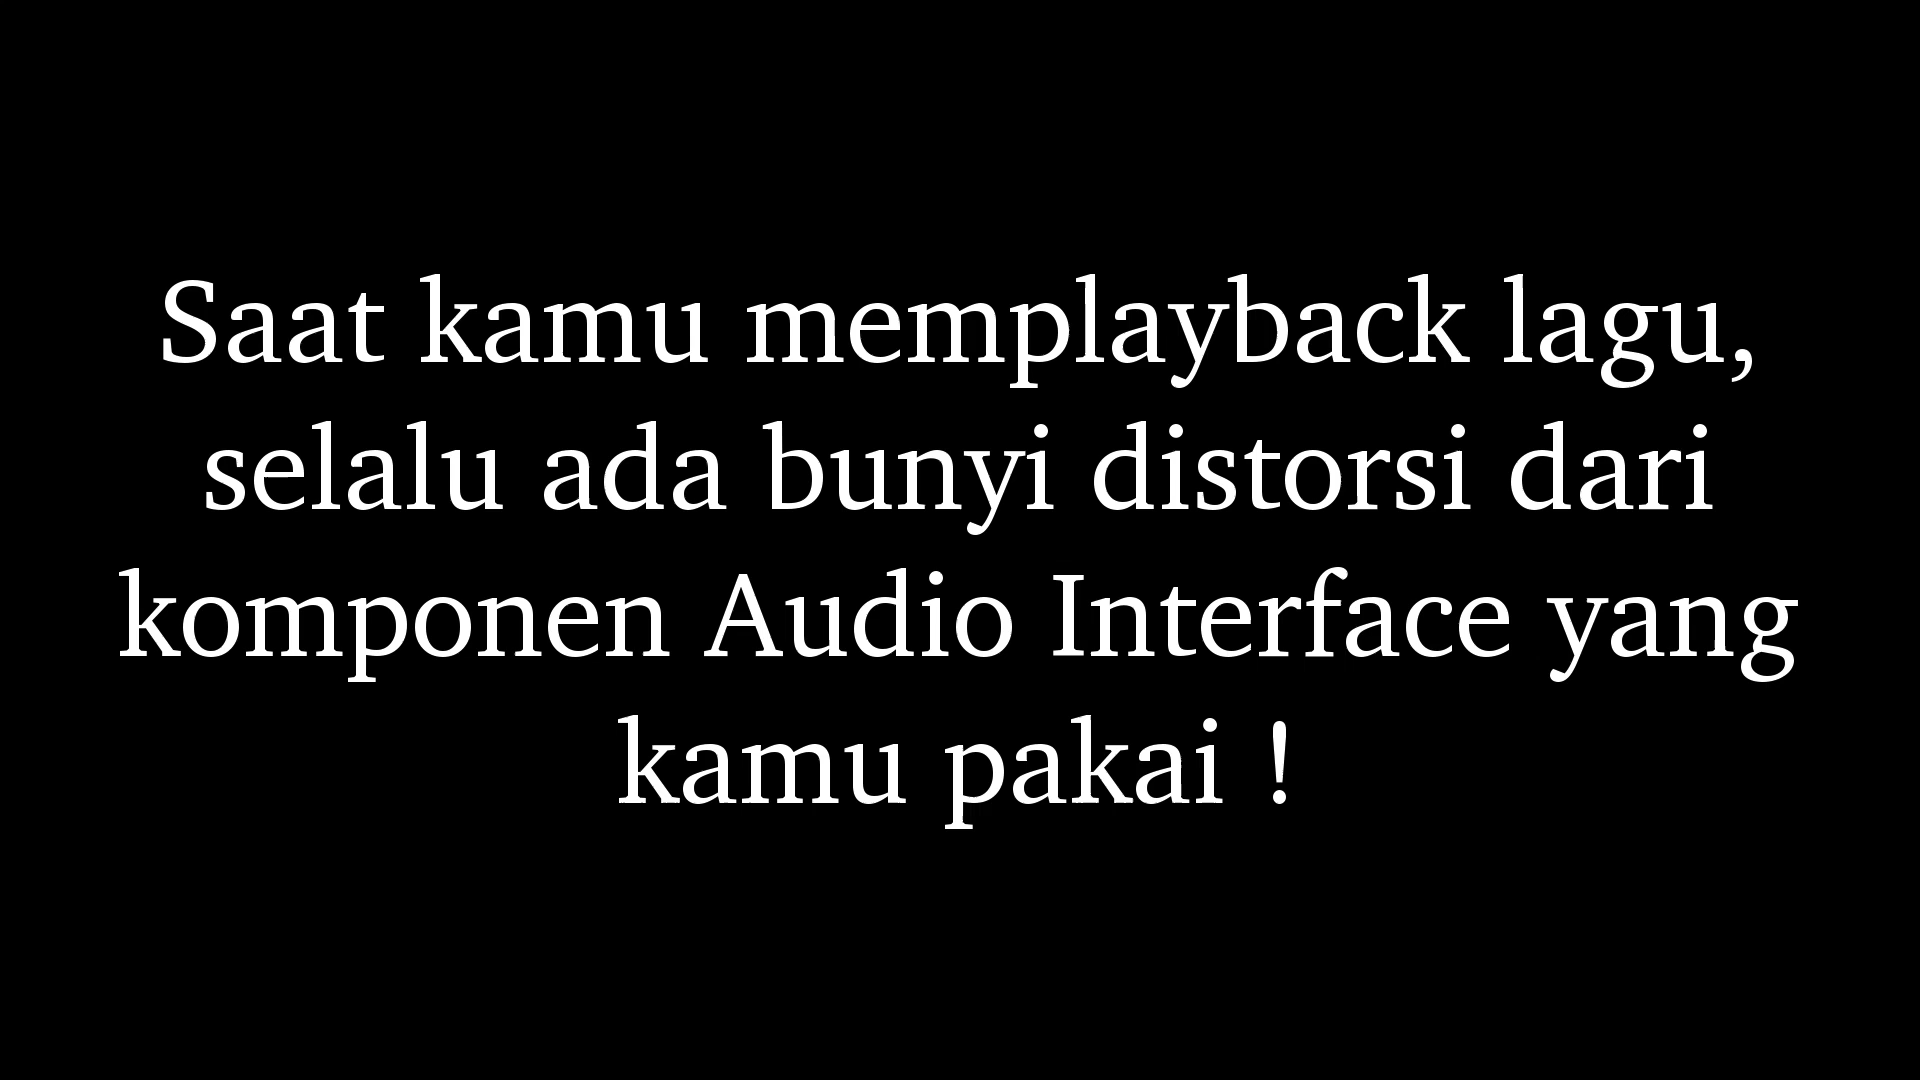 Saat kamu memplayback lagu,
selalu ada bunyi distorsi dari
komponen Audio Interface yang
kamu pakai !